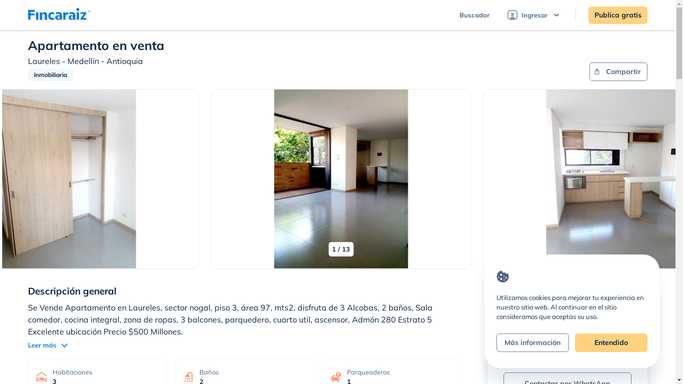 Fincaraiz
Buscador
Ingresar
Publica gratis
Apartamento en venta
Laureles - Medellín - Antioquia
Inmobiliaria
Compartir
1 / 13
Descripción general
Se Vende Apartamento en Laureles, sector nogal, piso 3, área 97, mts2, disfruta de 3 Alcobas, 2 baños, Sala
comedor, cocina integral, zona de ropas, 3 balcones, parquedero, cuarto util, ascensor, Admón 280 Estrato 5
Excelente ubicación Precio $500 Millones.
Leer más
Habitaciones
3
Baños
2
Parqueaderos
1
Utilizamos cookies para mejorar tu experiencia en
nuestro sitio web. Al continuar en el sitio
consideramos que aceptas su uso.
Más información
Entendido
Contactar por WhatsApp